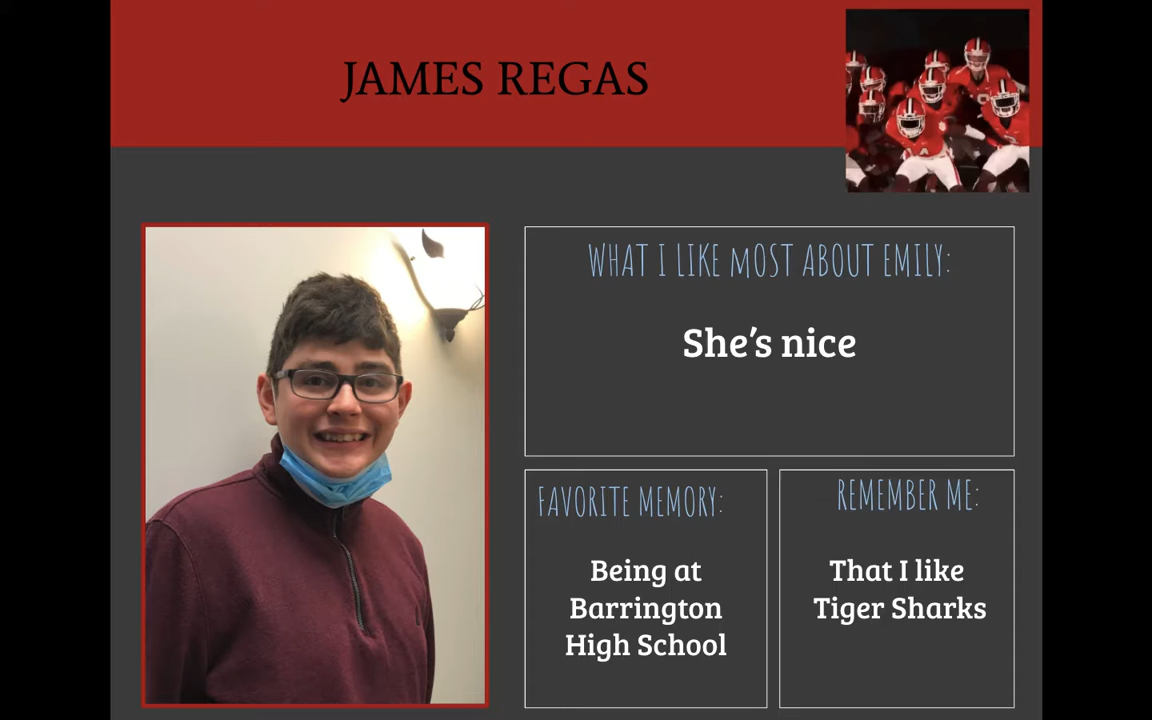 JAMES REGAS
WHAT I LIKE MOST ABOUT EMILY:
She's nice
FAVORITE MEMORY:
Being at
Barrington
High School
REMEMBER ME:
That I like
Tiger Sharks